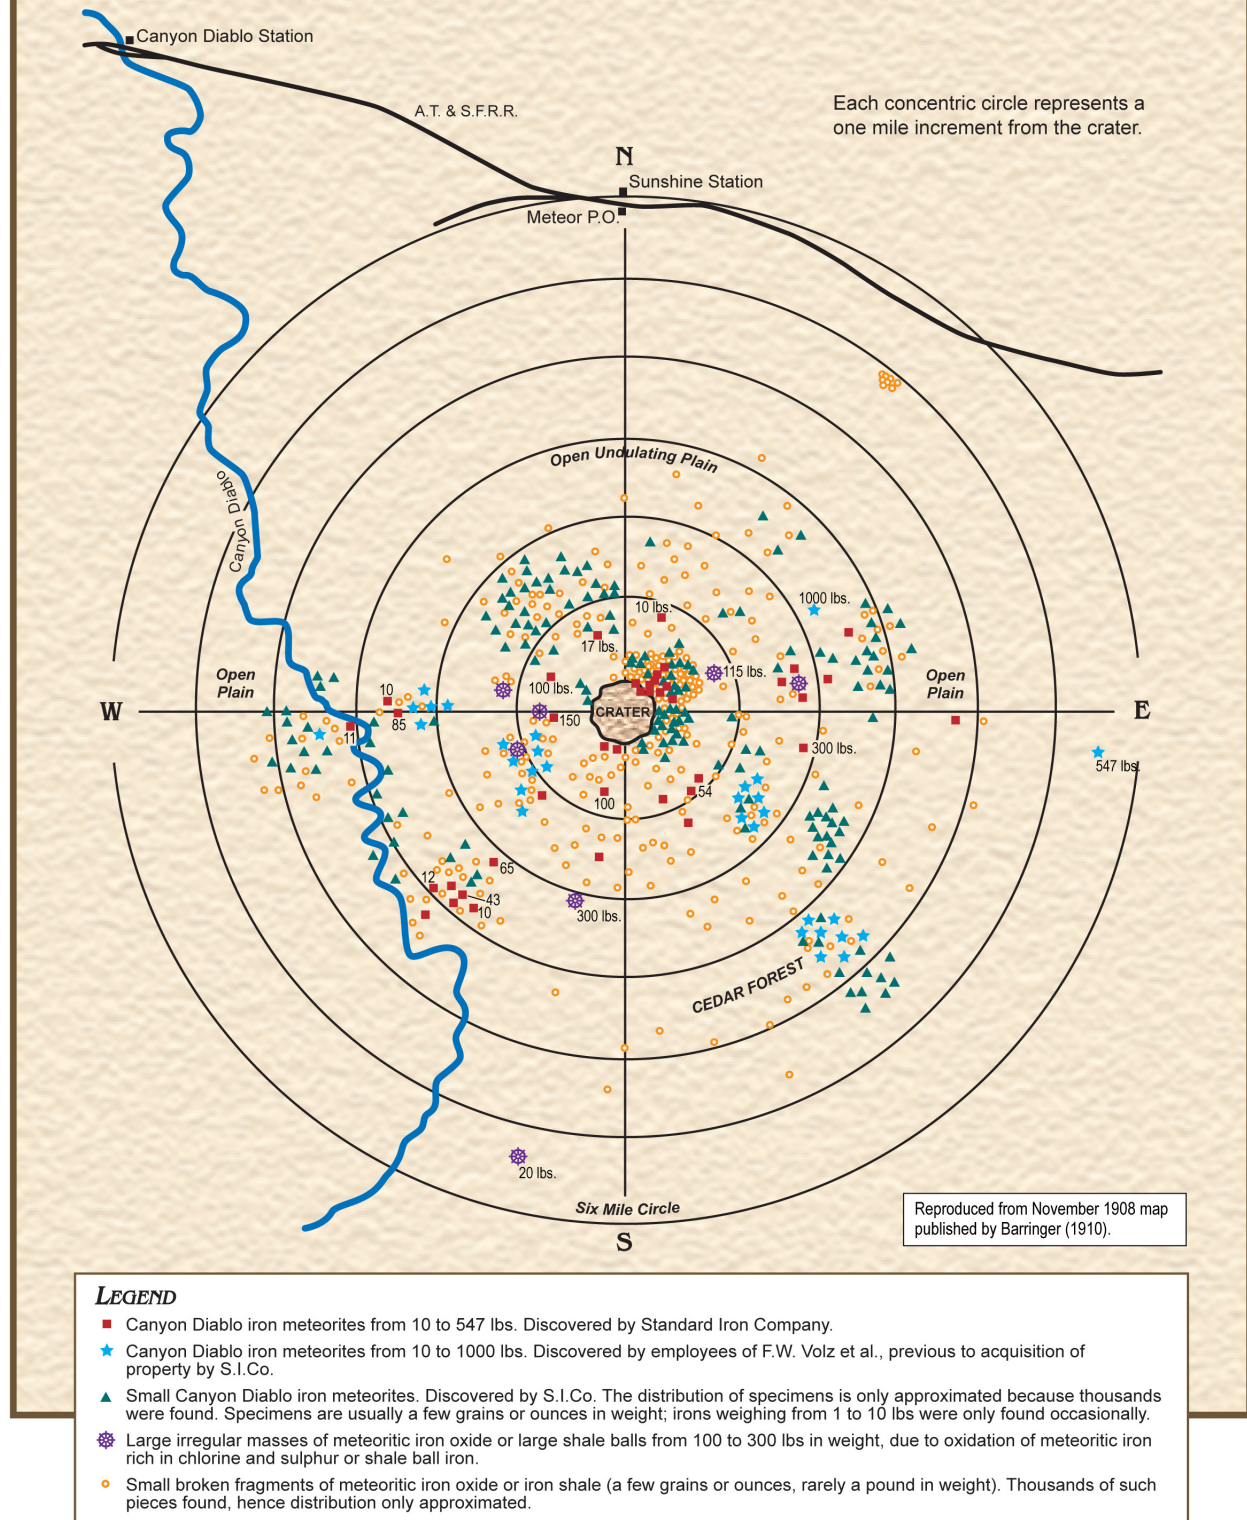 Canyon Diablo Station
A.T. & S.F.R.R.
Each concentric circle represents a
one mile increment from the crater.
N
Sunshine Station
Meteor P.O.
Canyon Diablo
Open Undulating Plain
1000 lbs.
10 lbs.
17 lbs.
115 lbs.
Open
Plain
100 lbs.
Open
Plain
10
W
CRATER
E
150
85
11
300 lbs.
547 lbs.
100
54
65
12
43
10
300 lbs.
CEDAR FOREST
20 lbs.
Six Mile Circle
S
Reproduced from November 1908 map
published by Barringer (1910).
LEGEND
Canyon Diablo iron meteorites from 10 to 547 lbs. Discovered by Standard Iron Company.
Canyon Diablo iron meteorites from 10 to 1000 lbs. Discovered by employees of F.W. Volz et al., previous to acquisition of
property by S.I.Co.
Small Canyon Diablo iron meteorites. Discovered by S.I.Co. The distribution of specimens is only approximated because thousands
were found. Specimens are usually a few grains or ounces in weight; irons weighing from 1 to 10 lbs were only found occasionally.
Large irregular masses of meteoritic iron oxide or large shale balls from 100 to 300 lbs in weight, due to oxidation of meteoritic iron
rich in chlorine and sulphur or shale ball iron.
Small broken fragments of meteoritic iron oxide or iron shale (a few grains or ounces, rarely a pound in weight). Thousands of such
pieces found, hence distribution only approximated.